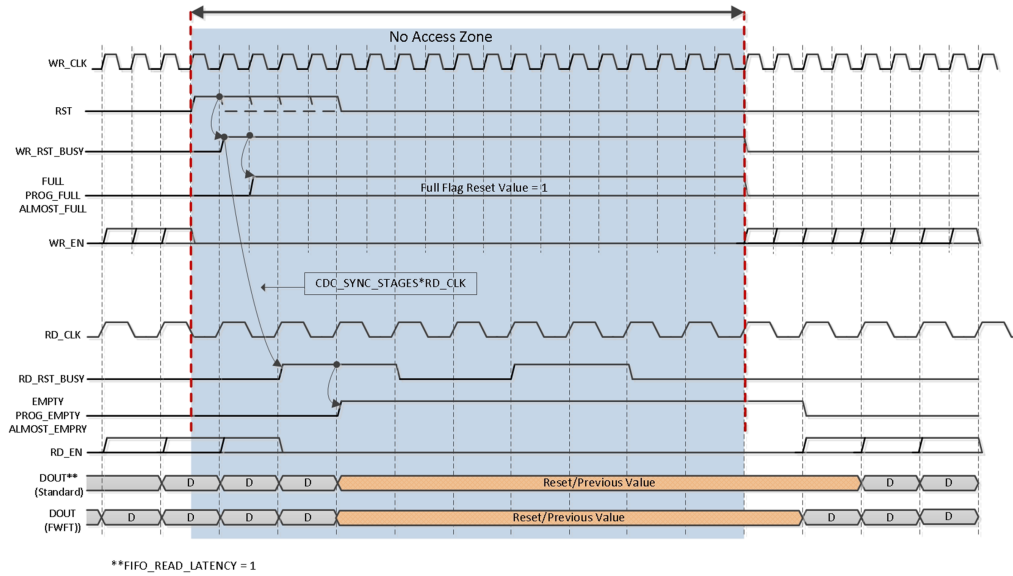 No Access Zone
WR_CLK
RST
WR_RST_BUSY
FULL
PROG_FULL
ALMOST_FULL
Full Flag Reset Value = 1
WR_EN
CDC_SYNC_STAGES*RD_CLK
RD_CLK
RD_RST_BUSY
EMPTY
PROG_EMPTY
ALMOST_EMPRY
RD_EN
DOUT**
(Standard)
D D D Reset/Previous Value D D
DOUT
(FWFT))
D D D D Reset/Previous Value D D D
**FIFO_READ_LATENCY = 1